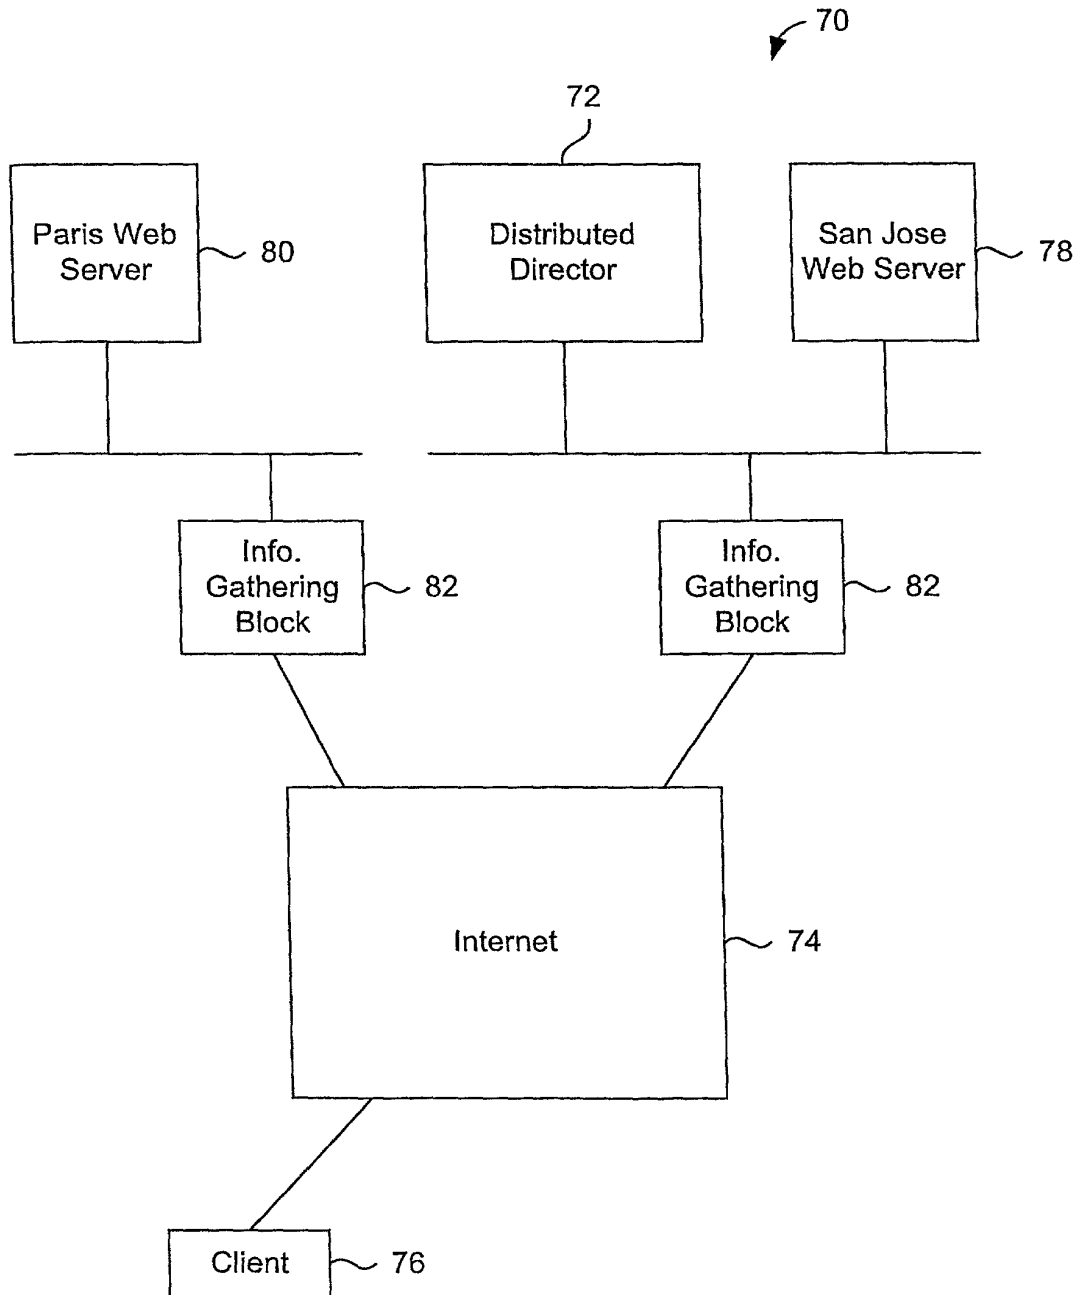 70
72
Paris Web
Server
80
Distributed
Director
San Jose
Web Server
78
Info.
Gathering
Block
82
Info.
Gathering
Block
82
Internet
74
Client
76